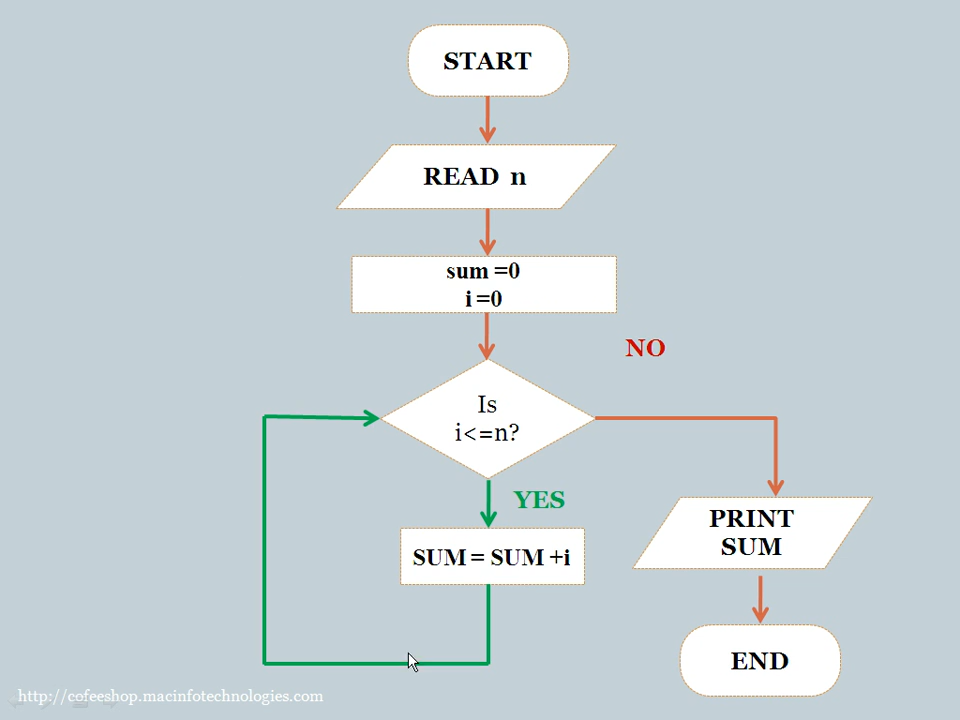 START
READ n
sum =0
i =0
NO
Is
i<=n?
YES
PRINT
SUM
SUM = SUM +i
END
http://cofeeshop.macinfotechnologies.com